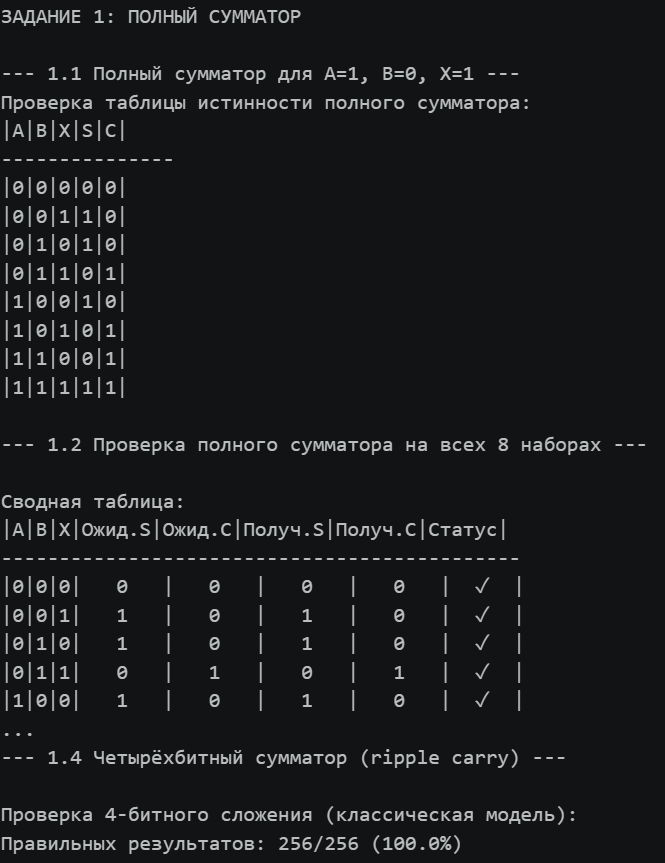 ЗАДАНИЕ 1: ПОЛНЫЙ СУММАТОР
--- 1.1 Полный сумматор для A=1, B=0, X=1 ---
Проверка таблицы истинности полного сумматора:
|A|B|X|S|C|
---------------
|0|0|0|0|0|
|0|0|1|1|0|
|0|1|0|1|0|
|0|1|1|0|1|
|1|0|0|1|0|
|1|0|1|0|1|
|1|1|0|0|1|
|1|1|1|1|1|
--- 1.2 Проверка полного сумматора на всех 8 наборах ---
Сводная таблица:
|A|B|X|Ожид.S|Ожид.C|Получ.S|Получ.C|Статус|
---------------------------------------------
|0|0|0|   0   |   0   |   0   |   0   |  ✓  |
|0|0|1|   1   |   0   |   1   |   0   |  ✓  |
|0|1|0|   1   |   0   |   1   |   0   |  ✓  |
|0|1|1|   0   |   1   |   0   |   1   |  ✓  |
|1|0|0|   1   |   0   |   1   |   0   |  ✓  |
...
--- 1.4 Четырёхбитный сумматор (ripple carry) ---
Проверка 4-битного сложения (классическая модель):
Правильных результатов: 256/256 (100.0%)